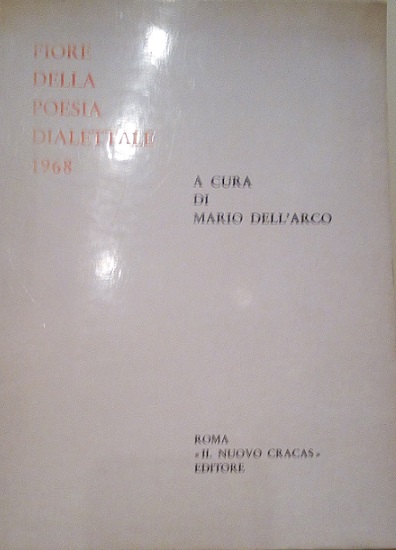 FIORE
DELLA
POESIA
DIALETTALE
1968
A CURA
DI
MARIO DELL'ARCO
ROMA
«IL NUOVO CRACAS»
EDITORE